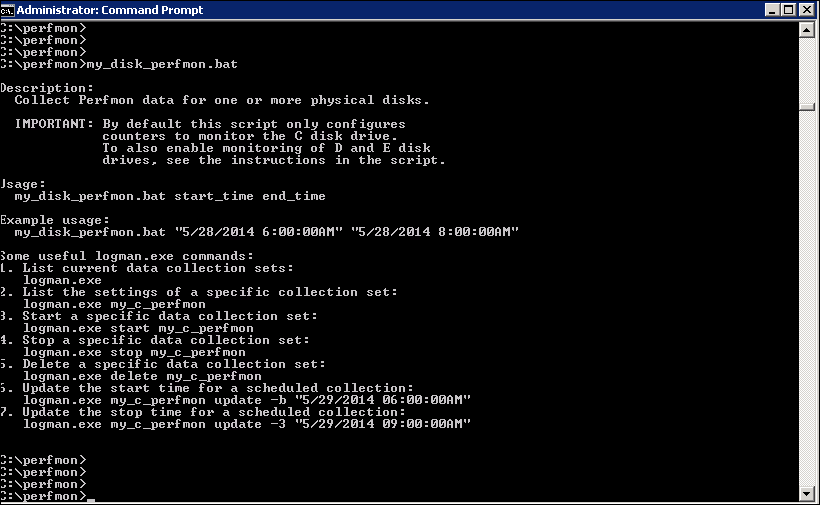 Administrator: Command Prompt
C:\perfmon>
C:\perfmon>
C:\perfmon>
C:\perfmon>my_disk_perfmon.bat
Description:
Collect Perfmon data for one or more physical disks.
IMPORTANT: By default this script only configures
counters to monitor the C disk drive.
To also enable monitoring of D and E disk
drives, see the instructions in the script.
Usage:
my_disk_perfmon.bat start_time end_time
Example usage:
my_disk_perfmon.bat "5/28/2014 6:00:00AM" "5/28/2014 8:00:00AM"
Some useful logman.exe commands:
1. List current data collection sets:
logman.exe
2. List the settings of a specific collection set:
logman.exe my_c_perfmon
3. Start a specific data collection set:
logman.exe start my_c_perfmon
4. Stop a specific data collection set:
logman.exe stop my_c_perfmon
5. Delete a specific data collection set:
logman.exe delete my_c_perfmon
6. Update the start time for a scheduled collection:
logman.exe my_c_perfmon update -b "5/29/2014 06:00:00AM"
7. Update the stop time for a scheduled collection:
logman.exe my_c_perfmon update -3 "5/29/2014 09:00:00AM"
C:\perfmon>
C:\perfmon>
C:\perfmon>
C:\perfmon>_